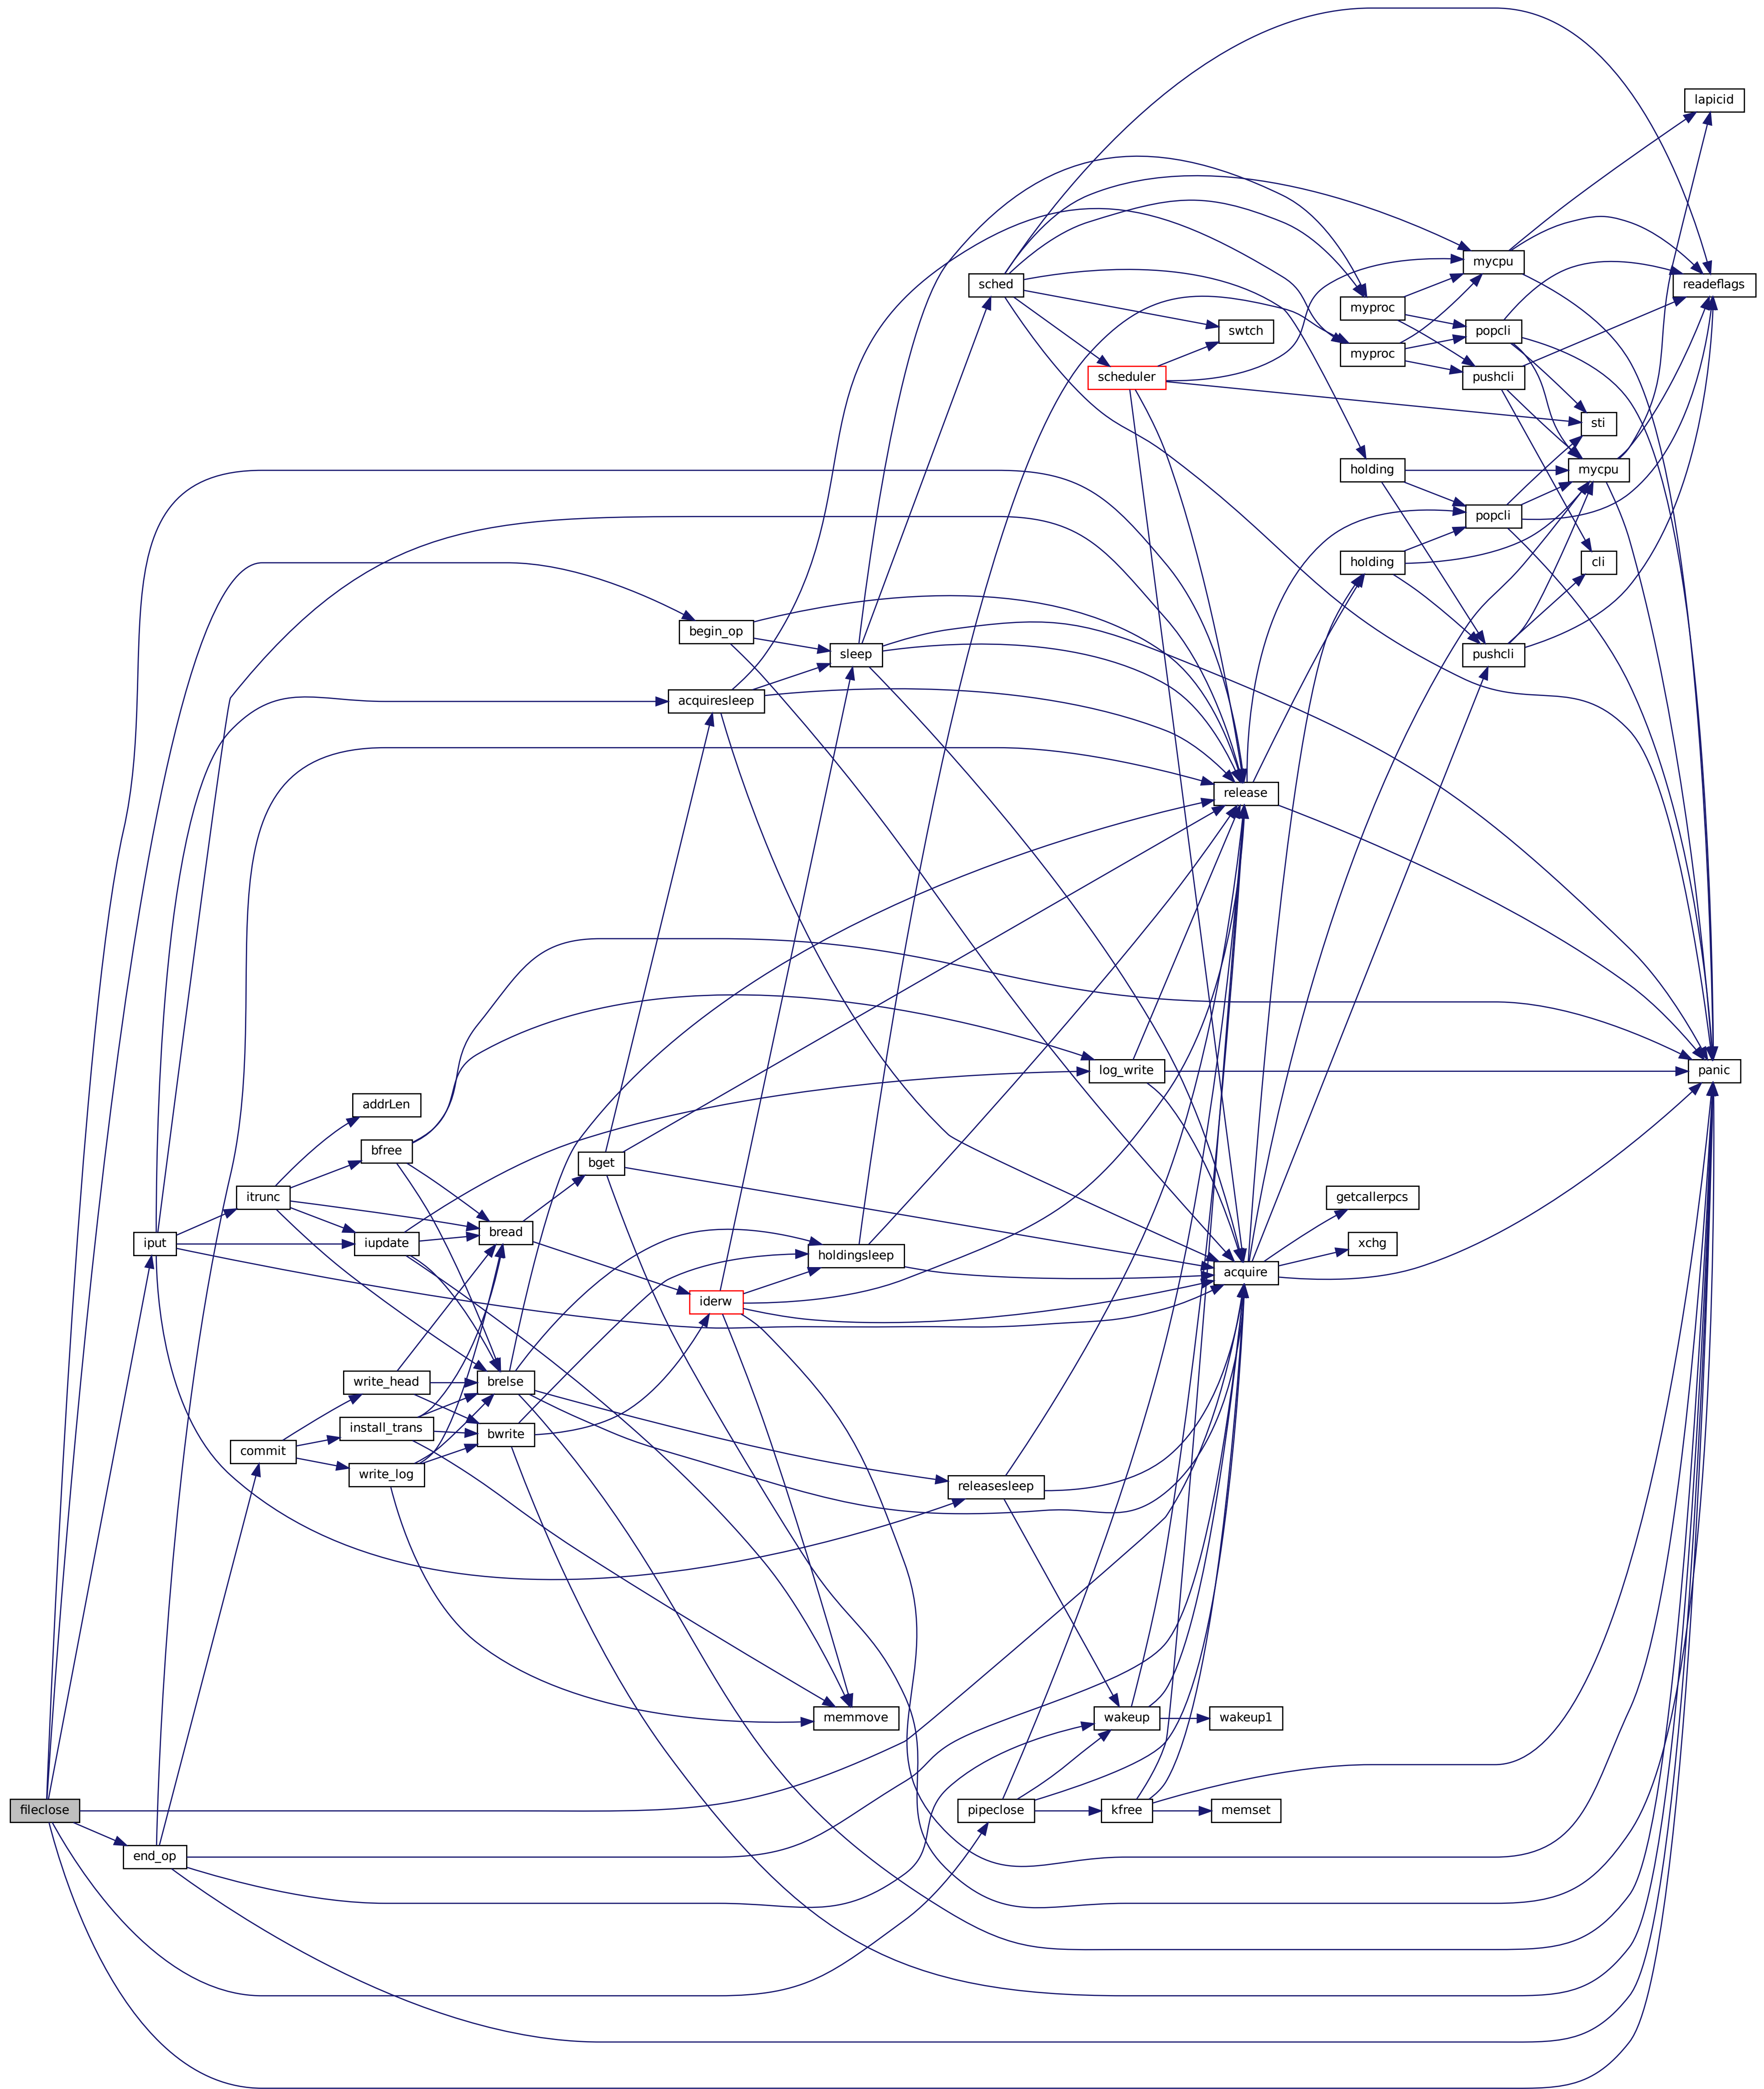 lapicid
mycpu
sched
readeflags
myproc
swtch
popcli
myproc
scheduler
pushcli
sti
holding
mycpu
popcli
holding
cli
begin_op
sleep
pushcli
acquiresleep
release
log_write
panic
addrLen
bfree
bget
itrunc
getcallerpcs
bread
iput
iupdate
holdingsleep
xchg
acquire
iderw
write_head
brelse
install_trans
bwrite
commit
write_log
releasesleep
memmove
wakeup
wakeup1
fileclose
pipeclose
kfree
memset
end_op